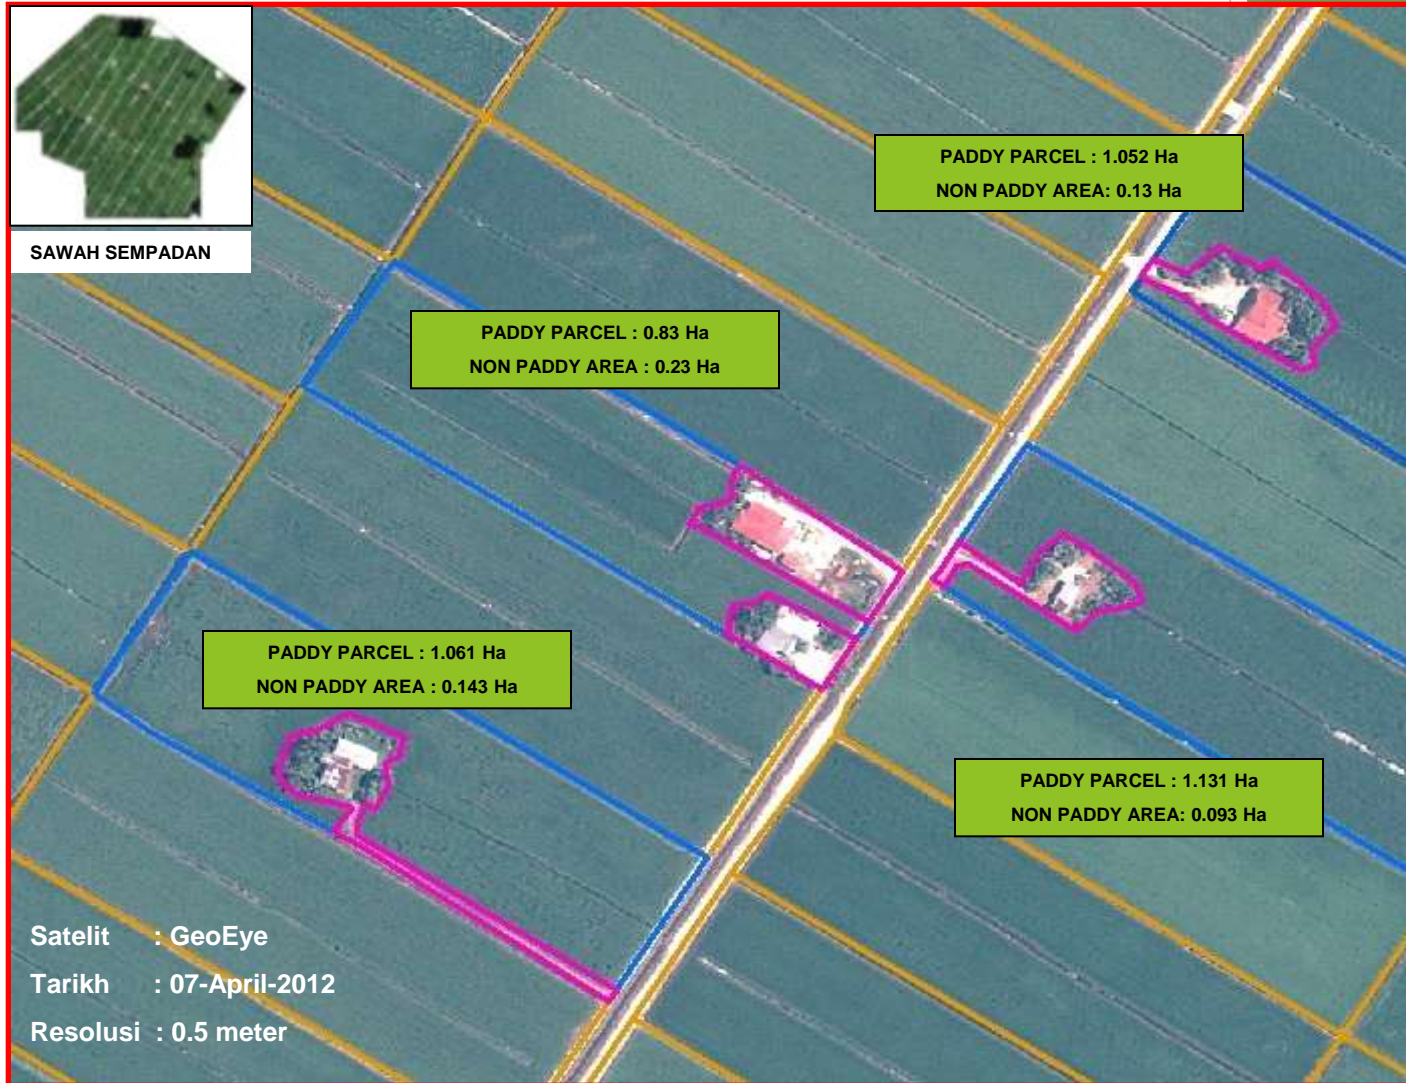 SAWAH SEMPADAN
PADDY PARCEL : 1.052 Ha
NON PADDY AREA: 0.13 Ha
PADDY PARCEL : 0.83 Ha
NON PADDY AREA : 0.23 Ha
PADDY PARCEL : 1.061 Ha
NON PADDY AREA : 0.143 Ha
PADDY PARCEL : 1.131 Ha
NON PADDY AREA: 0.093 Ha
Satelit : GeoEye
Tarikh : 07-April-2012
Resolusi : 0.5 meter